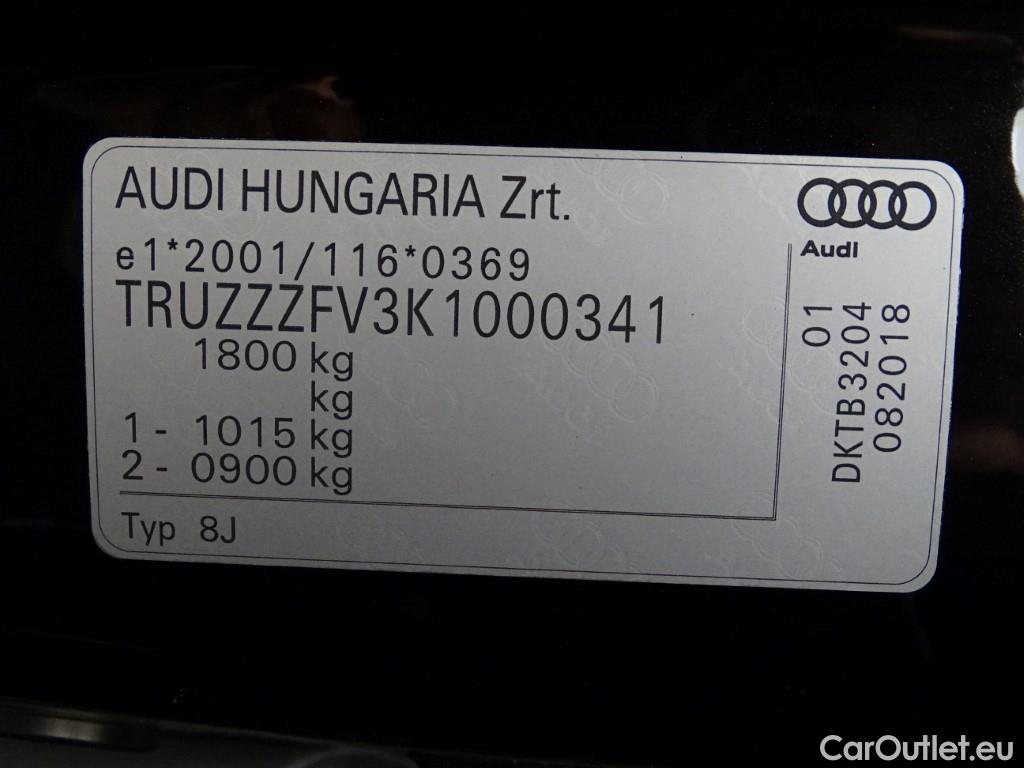 AUDI HUNGARIA Zrt.
e1*2001/116*0369
TRUZZZFV3K1000341
1800 kg
kg
1 - 1015 kg
2 - 0900 kg
Typ 8J
Audi
01
DKTB3204
082018
CarOutlet.eu